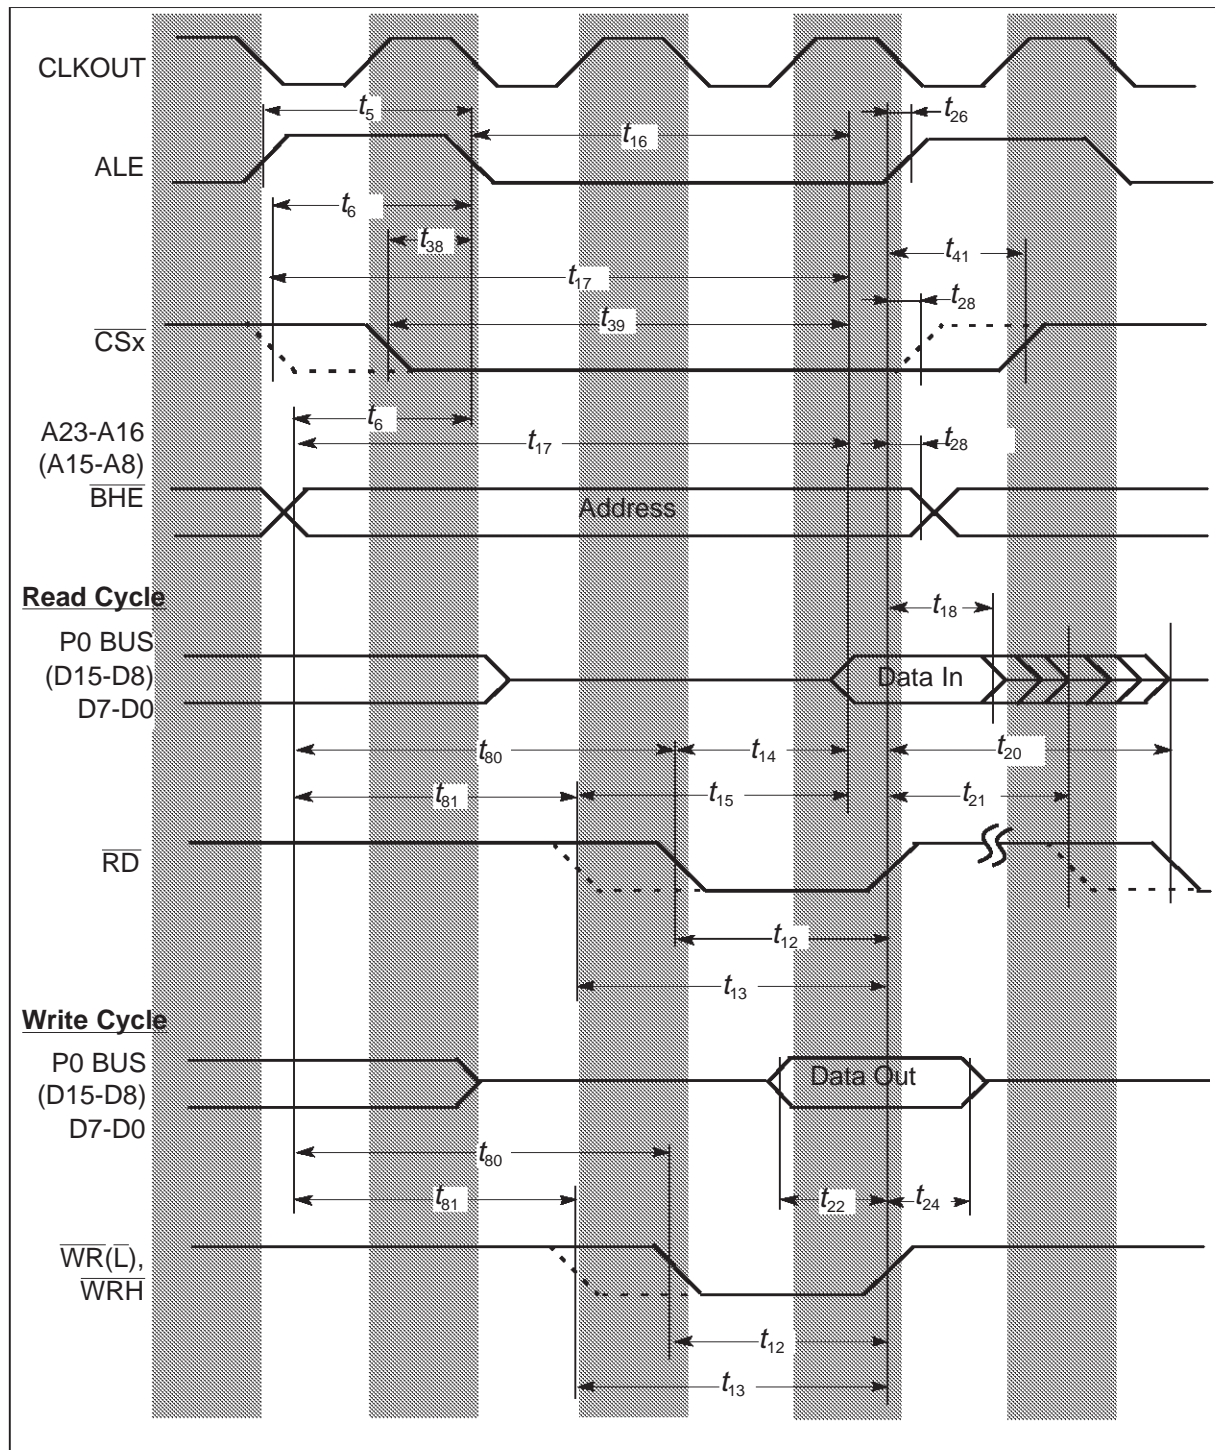 CLKOUT
t5
t26
t16
ALE
t6
t38
t41
t17
t28
t39
CSx
t6
A23-A16
t17
t28
(A15-A8)
BHE
Address
Read Cycle
t18
P0 BUS
(D15-D8)
Data In
D7-D0
t80
t14
t20
t81
t15
t21
RD
t12
t13
Write Cycle
P0 BUS
(D15-D8)
Data Out
D7-D0
t80
t81
t22
t24
WR(L),
WRH
t12
t13